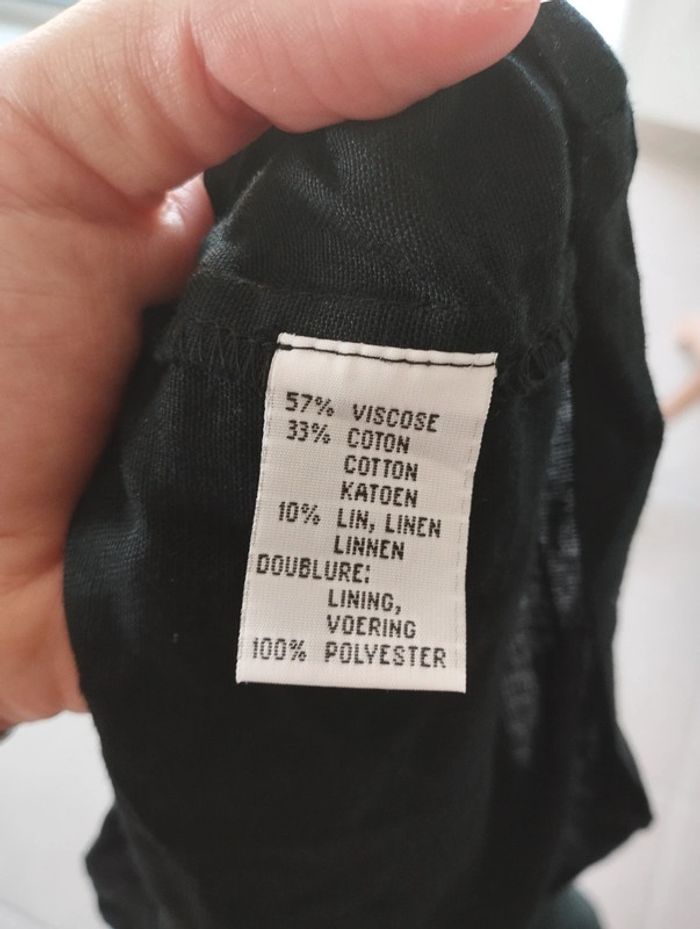 57% VISCOSE
33% COTON
COTTON
KATOEN
10% LIN, LINEN
LINNEN
DOUBLURE:
LINING,
VOERING
100% POLYESTER